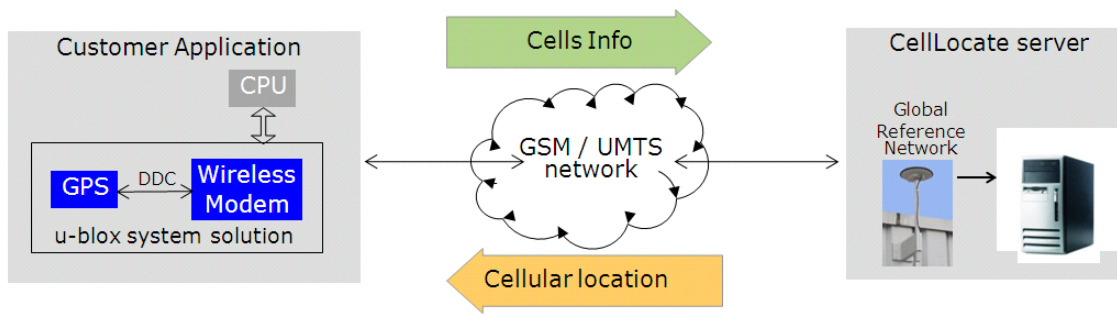 Customer Application
CPU
GPS
DDC
Wireless
Modem
u-blox system solution
Cells Info
GSM / UMTS
network
Cellular location
CellLocate server
Global
Reference
Network